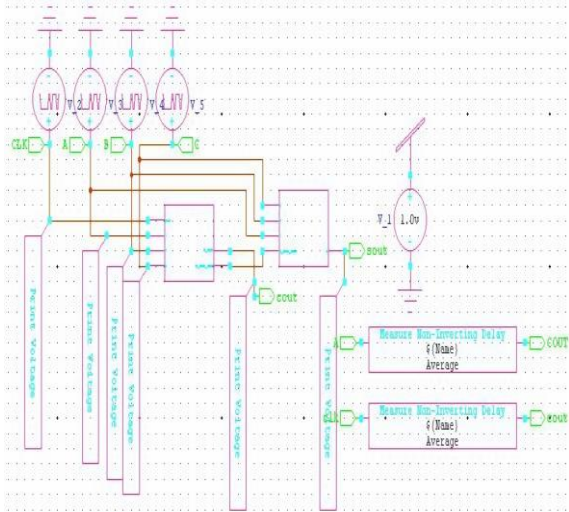 V_2 V_3 V_4 V_5
CLK A B C
V_1 1.0v
sout
cout
Print Voltage
Print Voltage
Print Voltage
Print Voltage
Print Voltage
Print Voltage
A Measure Non-Inverting Delay COUT
&(Name)
Average
clk Measure Non-Inverting Delay cout
&(Name)
Average